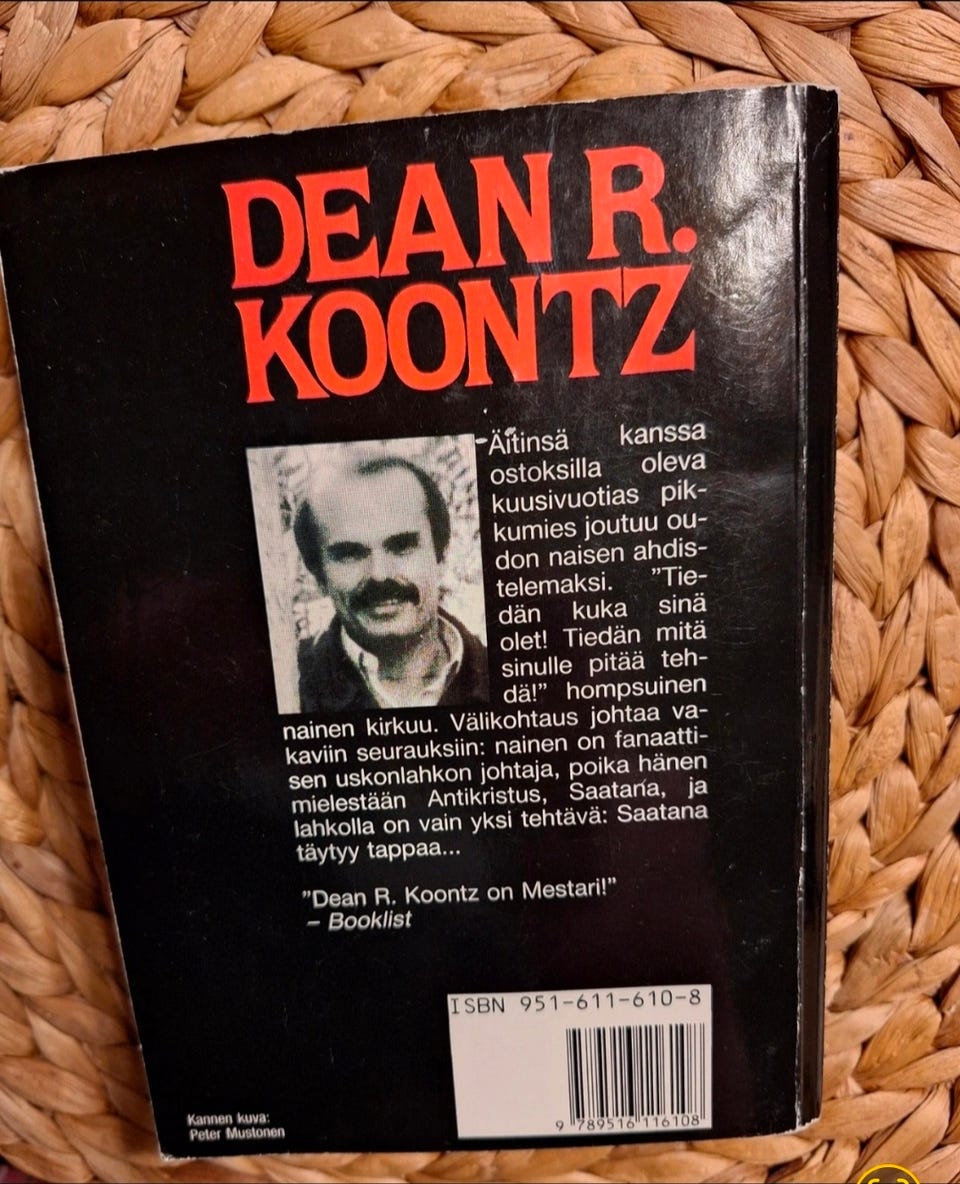 DEAN R.
KOONTZ
Äitinsä kanssa
ostoksilla oleva
kuusivuotias pik-
kumies joutuu ou-
don naisen ahdis-
telemaksi. ”Tie-
dän kuka sinä
olet! Tiedän mitä
sinulle pitää teh-
dä!” hompsuinen
nainen kirkuu. Välikohtaus johtaa va-
kaviin seurauksiin: nainen on fanaatti-
sen uskonlahkon johtaja, poika hänen
mielestään Antikristus, Saatana, ja
lahkolla on vain yksi tehtävä: Saatana
täytyy tappaa...
”Dean R. Koontz on Mestari!”
– Booklist
ISBN 951-611-610-8
9 789516 116108
Kannen kuva:
Peter Mustonen